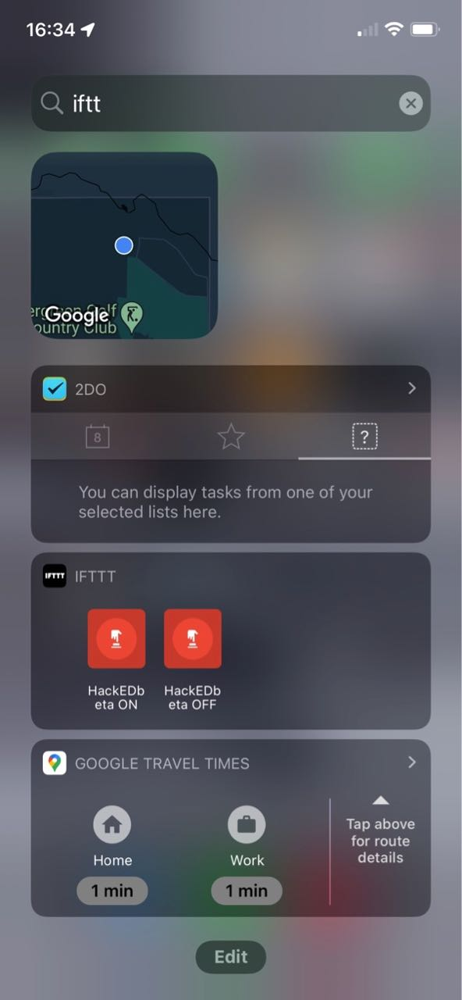 16:34
iftt
Golf
Google
ountry Club
2DO
8
?
You can display tasks from one of your
selected lists here.
IFTTT
IFTTT
HackEDb
eta ON
HackEDb
eta OFF
GOOGLE TRAVEL TIMES
Home
1 min
Work
1 min
Tap above
for route
details
Edit